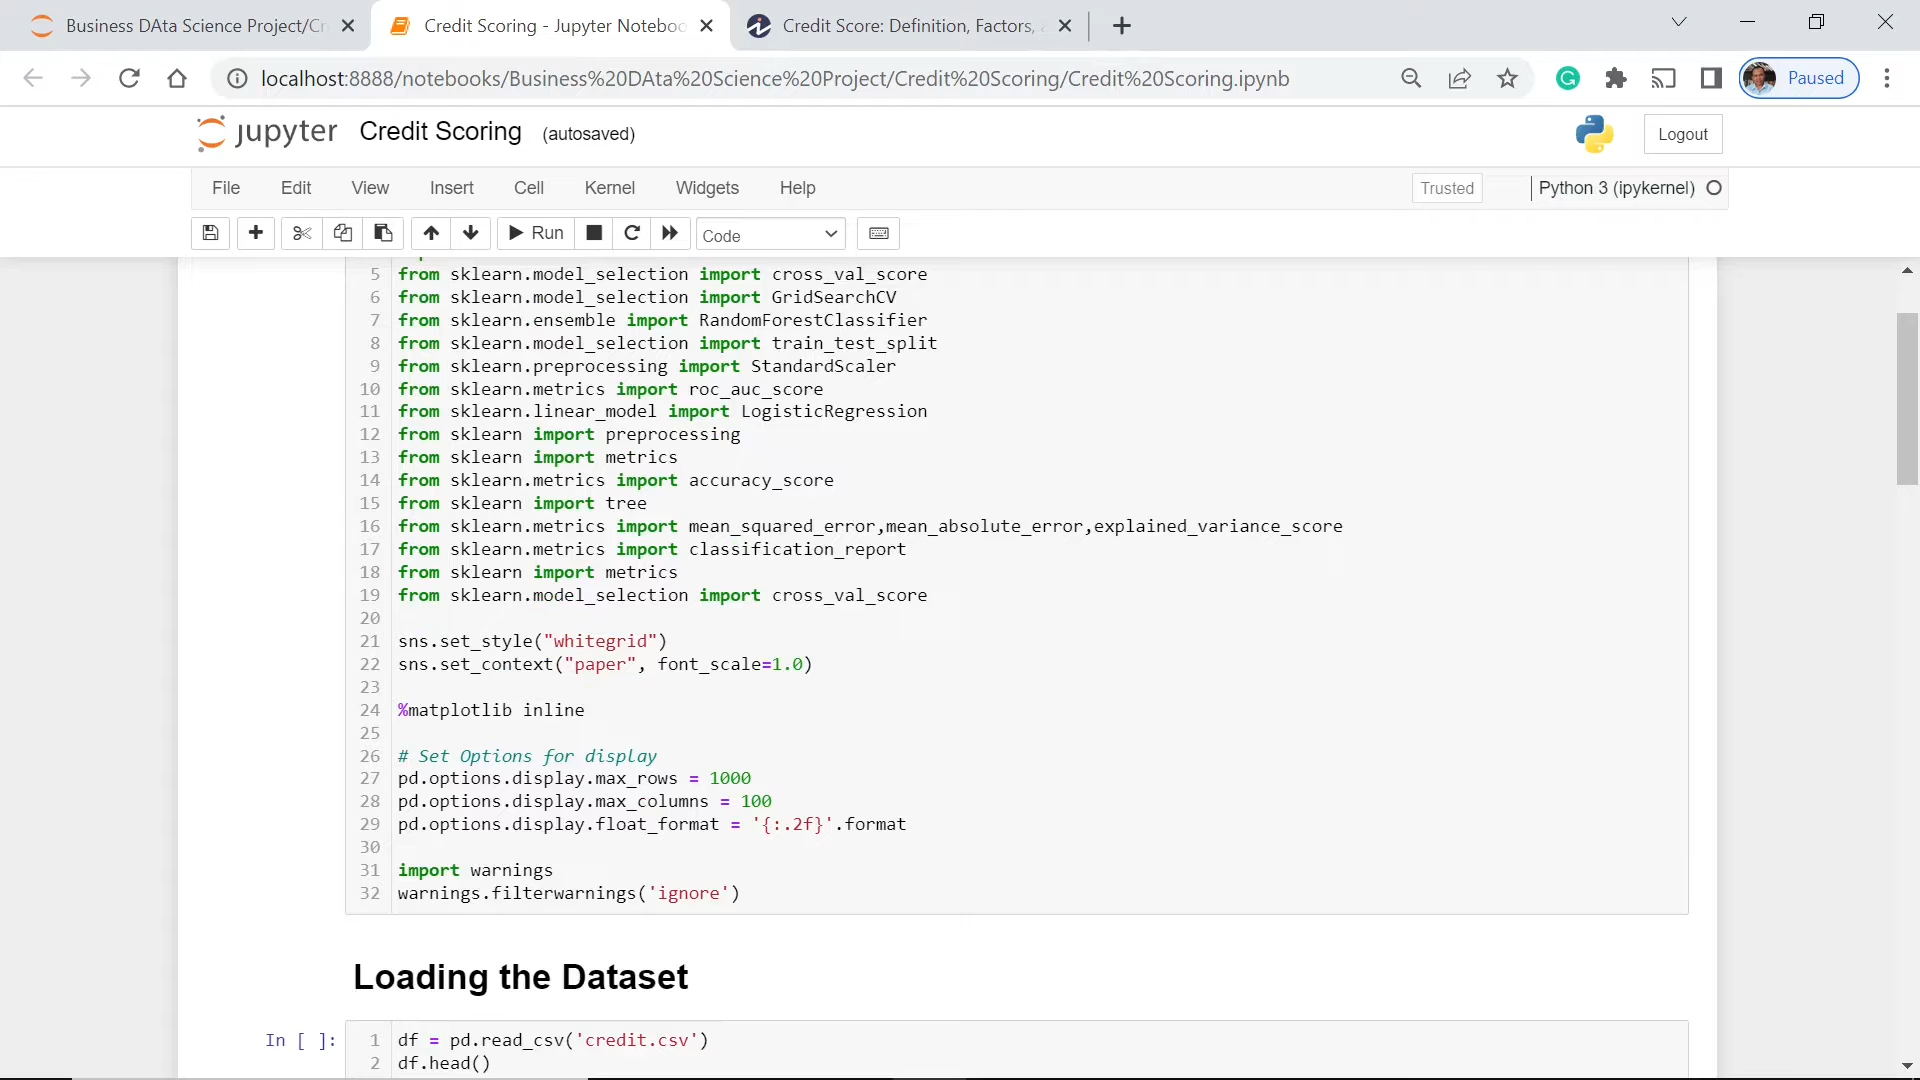 Business DAta Science Project/Cr
Credit Scoring - Jupyter Noteboo
Credit Score: Definition, Factors,
localhost:8888/notebooks/Business%20DAta%20Science%20Project/Credit%20Scoring/Credit%20Scoring.ipynb
Paused
jupyter Credit Scoring (autosaved)
Logout
File Edit View Insert Cell Kernel Widgets Help
Trusted Python 3 (ipykernel)
Run Code
5 from sklearn.model_selection import cross_val_score
6 from sklearn.model_selection import GridSearchCV
7 from sklearn.ensemble import RandomForestClassifier
8 from sklearn.model_selection import train_test_split
9 from sklearn.preprocessing import StandardScaler
10 from sklearn.metrics import roc_auc_score
11 from sklearn.linear_model import LogisticRegression
12 from sklearn import preprocessing
13 from sklearn import metrics
14 from sklearn.metrics import accuracy_score
15 from sklearn import tree
16 from sklearn.metrics import mean_squared_error,mean_absolute_error,explained_variance_score
17 from sklearn.metrics import classification_report
18 from sklearn import metrics
19 from sklearn.model_selection import cross_val_score
20
21 sns.set_style("whitegrid")
22 sns.set_context("paper", font_scale=1.0)
23
24 %matplotlib inline
25
26 # Set Options for display
27 pd.options.display.max_rows = 1000
28 pd.options.display.max_columns = 100
29 pd.options.display.float_format = '{:.2f}'.format
30
31 import warnings
32 warnings.filterwarnings('ignore')
Loading the Dataset
In [ ]: 1 df = pd.read_csv('credit.csv')
2 df.head()